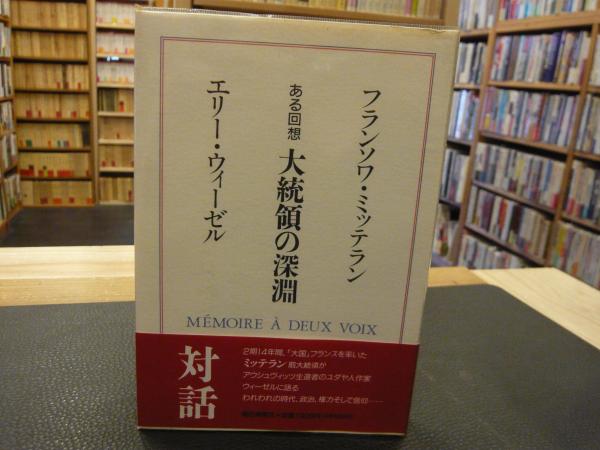 フランソワ・ミッテラン
ある回想
大統領の深淵
エリー・ウィーゼル
MÉMOIRE À DEUX VOIX
対話
2期14年間、「大国」フランスを率いた
ミッテラン前大統領が
アウシュヴィッツ生還者のユダヤ人作家
ウィーゼルに語る
われわれの時代、政治、権力そして信仰……